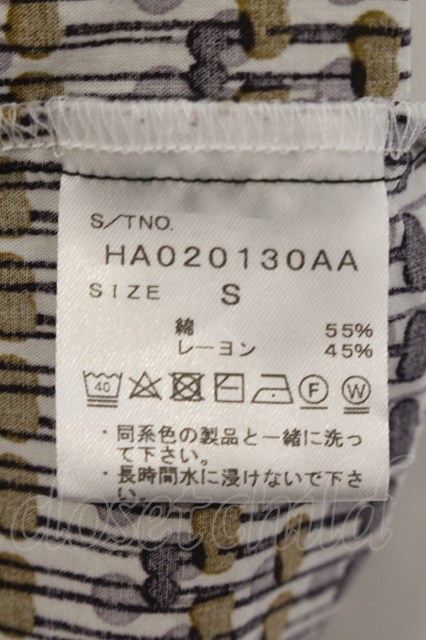 S/TNO.
HA020130AA
SIZE S
綿 55%
レーヨン 45%
40 F W
・同系色の製品と一緒に洗っ
て下さい。
・長時間水に浸けないで下さ
い。
closetchild